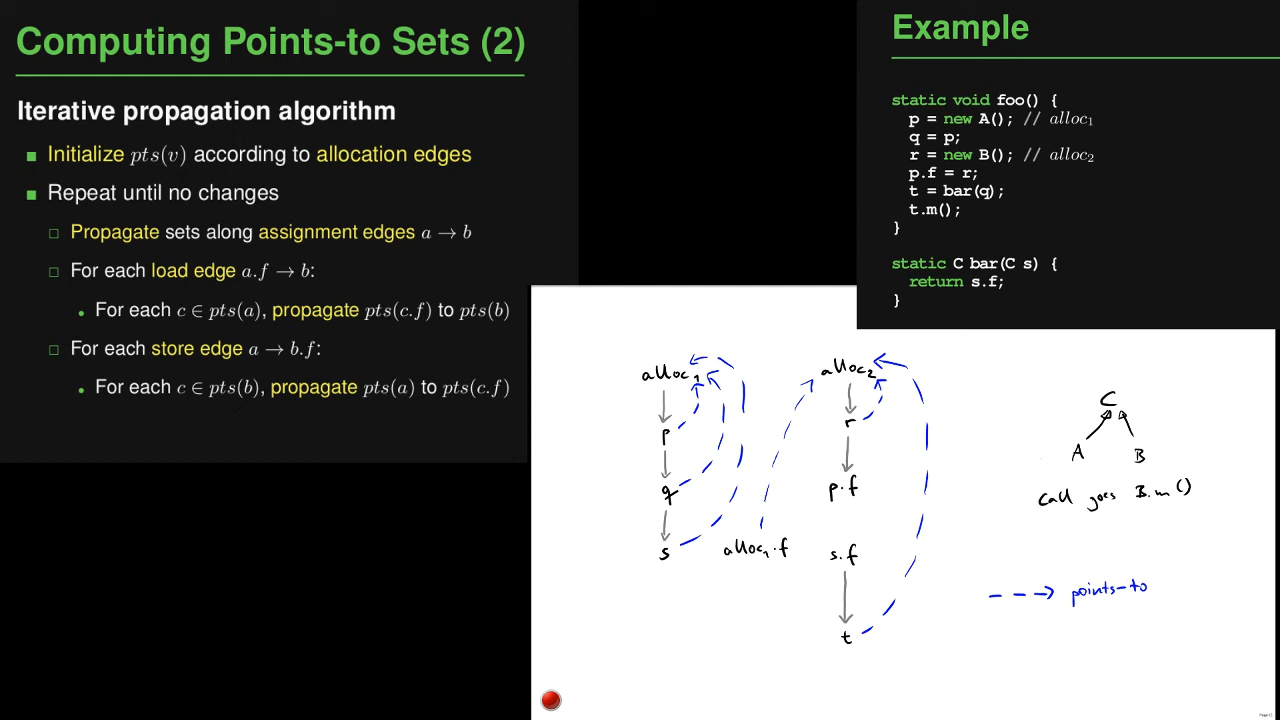 Computing Points-to Sets (2)
Iterative propagation algorithm
Initialize pts(v) according to allocation edges
Repeat until no changes
Propagate sets along assignment edges a → b
For each load edge a.f → b:
For each c ∈ pts(a), propagate pts(c.f) to pts(b)
For each store edge a → b.f:
For each c ∈ pts(b), propagate pts(a) to pts(c.f)
Example
static void foo() {
p = new A(); // alloc₁
q = p;
r = new B(); // alloc₂
p.f = r;
t = bar(q);
t.m();
}
static C bar(C s) {
return s.f;
}
alloc₁
p
q
s
alloc₁.f
alloc₂
r
p.f
s.f
t
C
A B
call goes B.m()
points-to